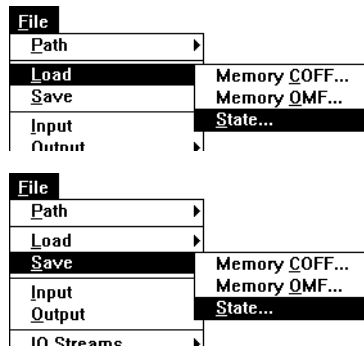 File
Path
Load Memory COFF...
Save Memory OMF...
State...
Input
Output
File
Path
Load
Save Memory COFF...
Input Memory OMF...
Output State...
IO Streams